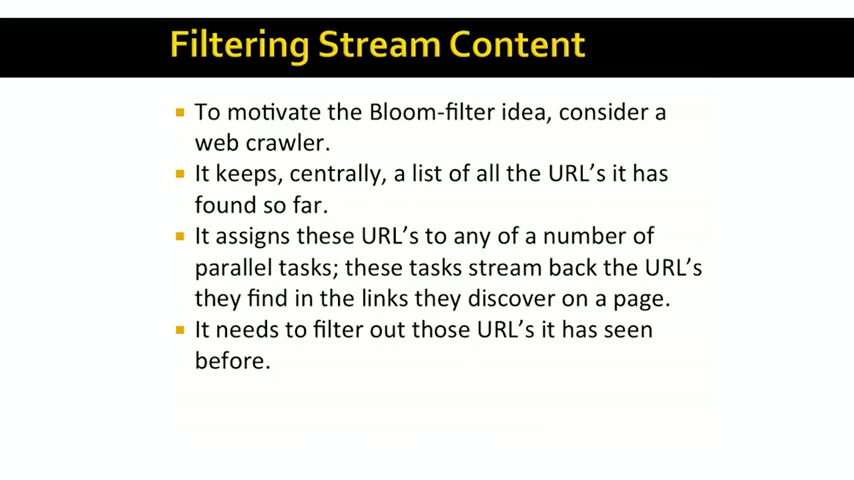 Filtering Stream Content
▪ To motivate the Bloom-filter idea, consider a
web crawler.
▪ It keeps, centrally, a list of all the URL’s it has
found so far.
▪ It assigns these URL’s to any of a number of
parallel tasks; these tasks stream back the URL’s
they find in the links they discover on a page.
▪ It needs to filter out those URL’s it has seen
before.